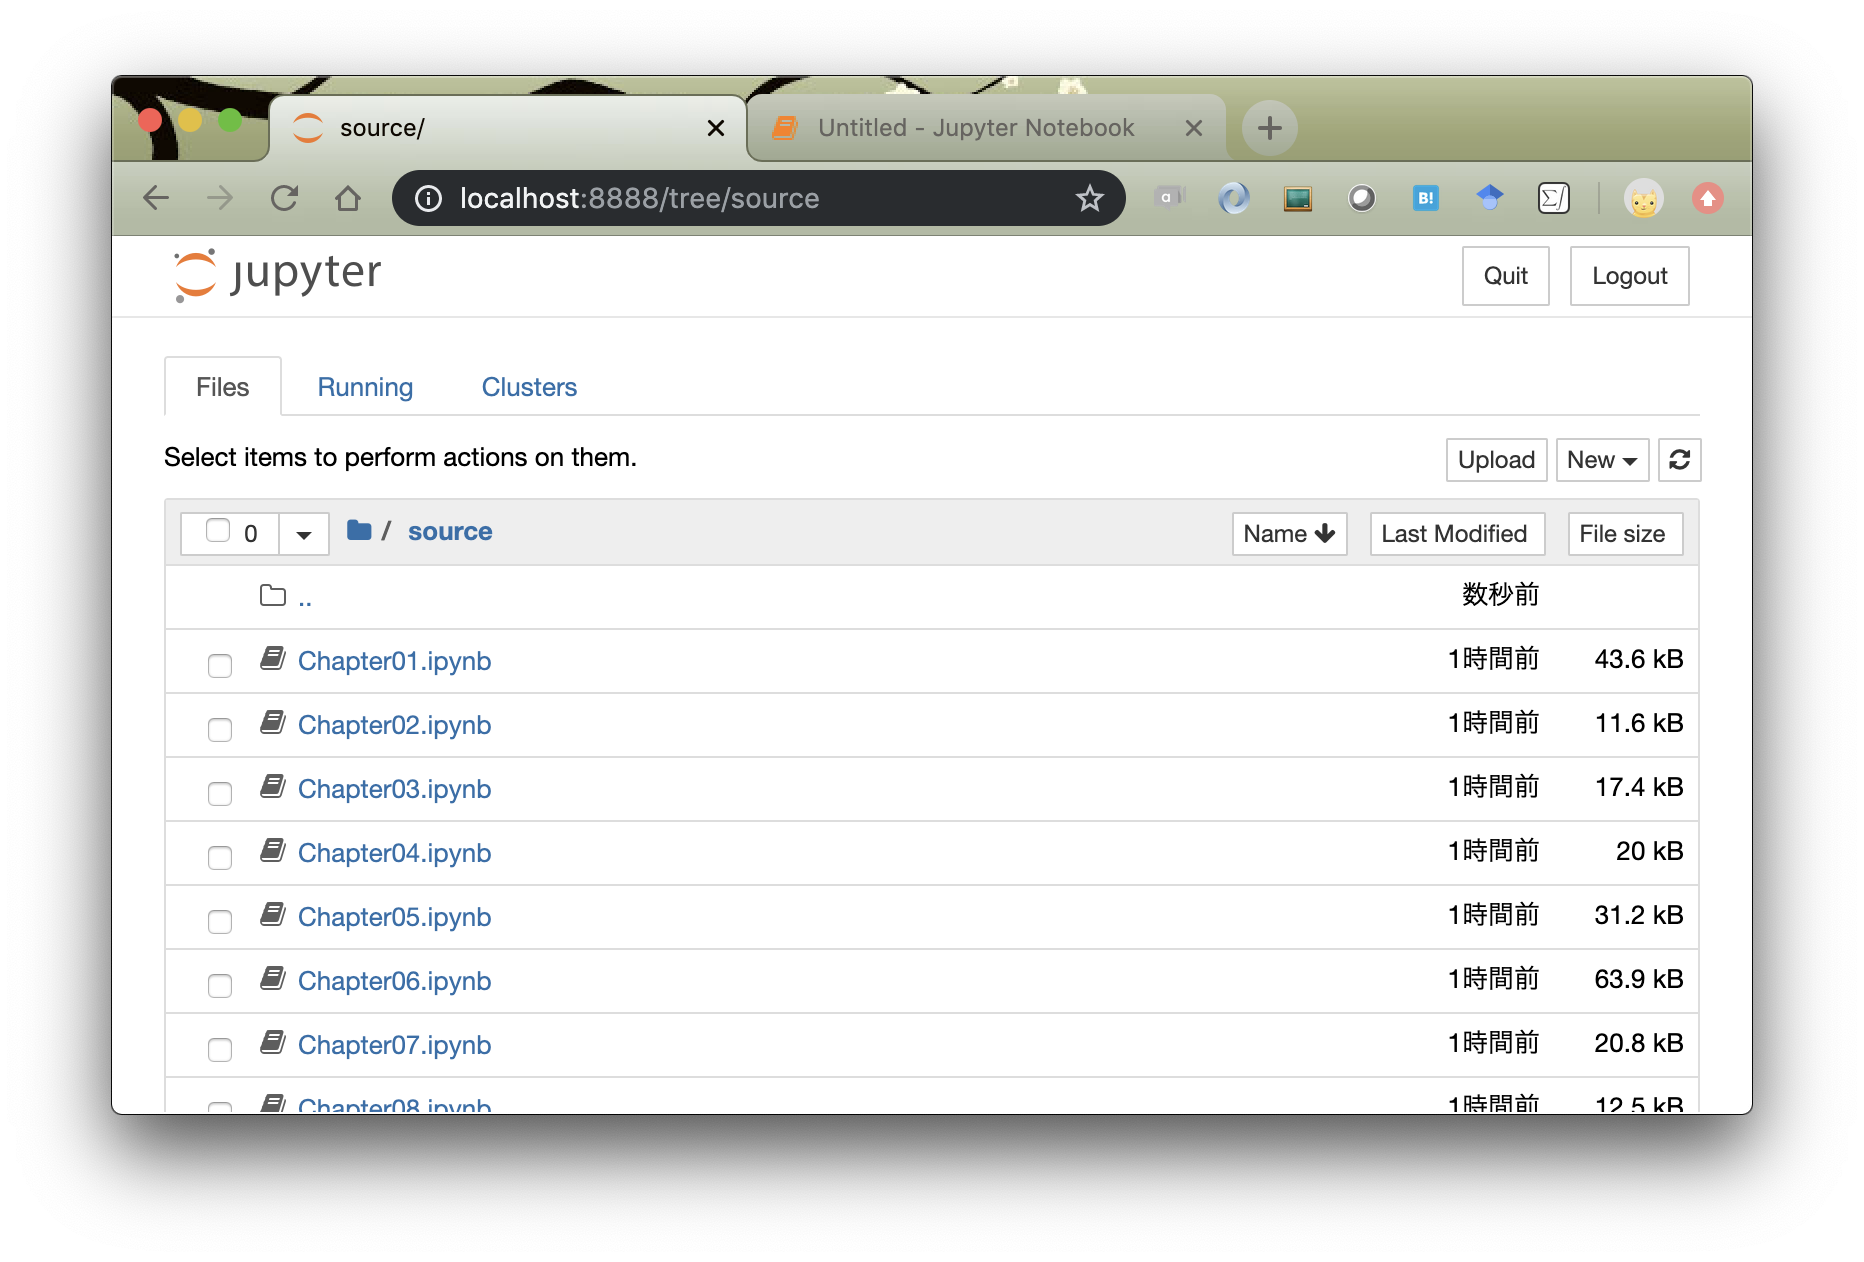 source/
Untitled - Jupyter Notebook
localhost:8888/tree/source
a
B!
Σ∫
jupyter
Quit
Logout
Files
Running
Clusters
Select items to perform actions on them.
Upload
New
0
/ source
Name
Last Modified
File size
..
数秒前
Chapter01.ipynb 1時間前 43.6 kB
Chapter02.ipynb 1時間前 11.6 kB
Chapter03.ipynb 1時間前 17.4 kB
Chapter04.ipynb 1時間前 20 kB
Chapter05.ipynb 1時間前 31.2 kB
Chapter06.ipynb 1時間前 63.9 kB
Chapter07.ipynb 1時間前 20.8 kB
Chapter08.ipynb 1時間前 12.5 kB